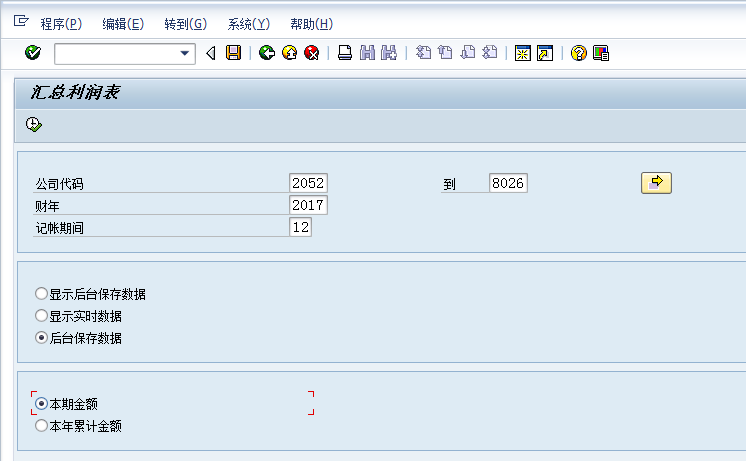 程序(P) 编辑(E) 转到(G) 系统(Y) 帮助(H)
汇总利润表
公司代码 2052 到 8026
财年 2017
记帐期间 12
显示后台保存数据
显示实时数据
后台保存数据
本期金额
本年累计金额